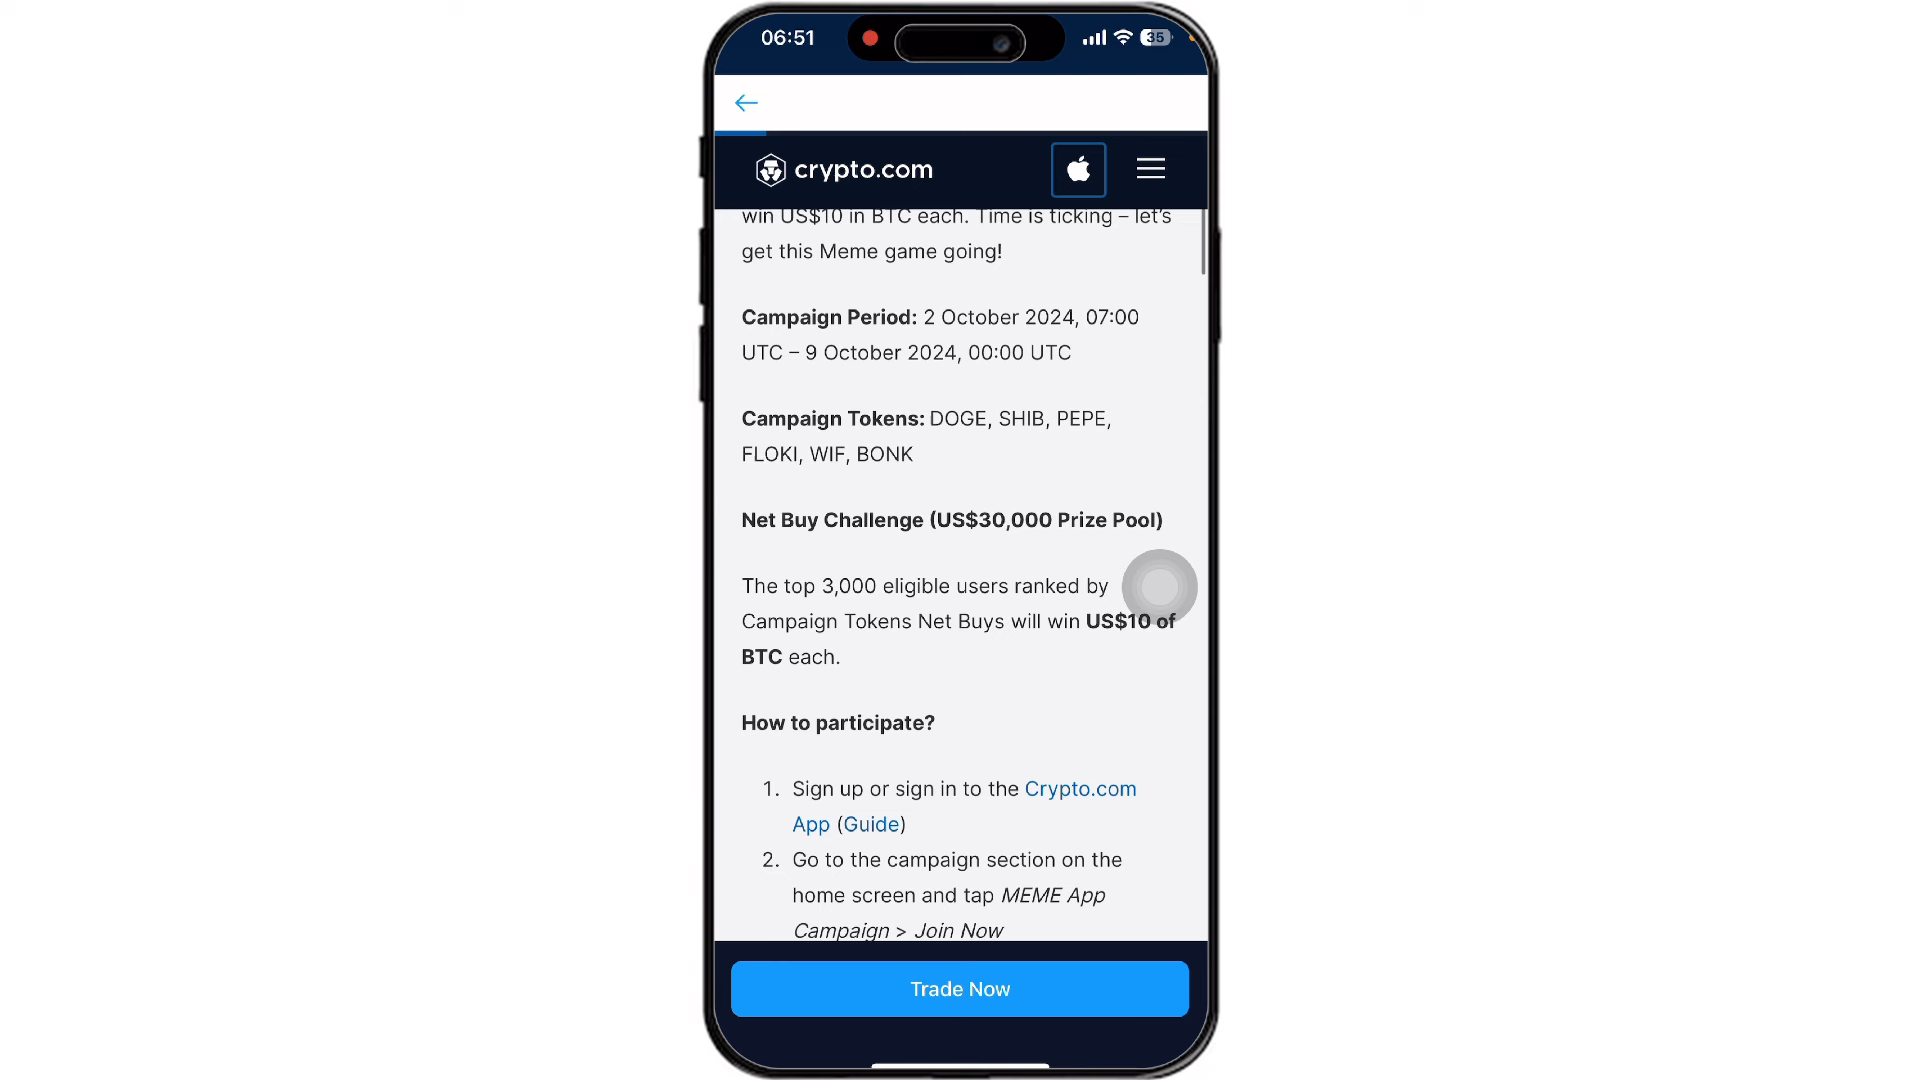 06:51
35
crypto.com
win US$10 in BTC each. Time is ticking – let's
get this Meme game going!
Campaign Period: 2 October 2024, 07:00
UTC – 9 October 2024, 00:00 UTC
Campaign Tokens: DOGE, SHIB, PEPE,
FLOKI, WIF, BONK
Net Buy Challenge (US$30,000 Prize Pool)
The top 3,000 eligible users ranked by
Campaign Tokens Net Buys will win US$10 of
BTC each.
How to participate?
1. Sign up or sign in to the Crypto.com
App (Guide)
2. Go to the campaign section on the
home screen and tap MEME App
Campaign > Join Now
Trade Now